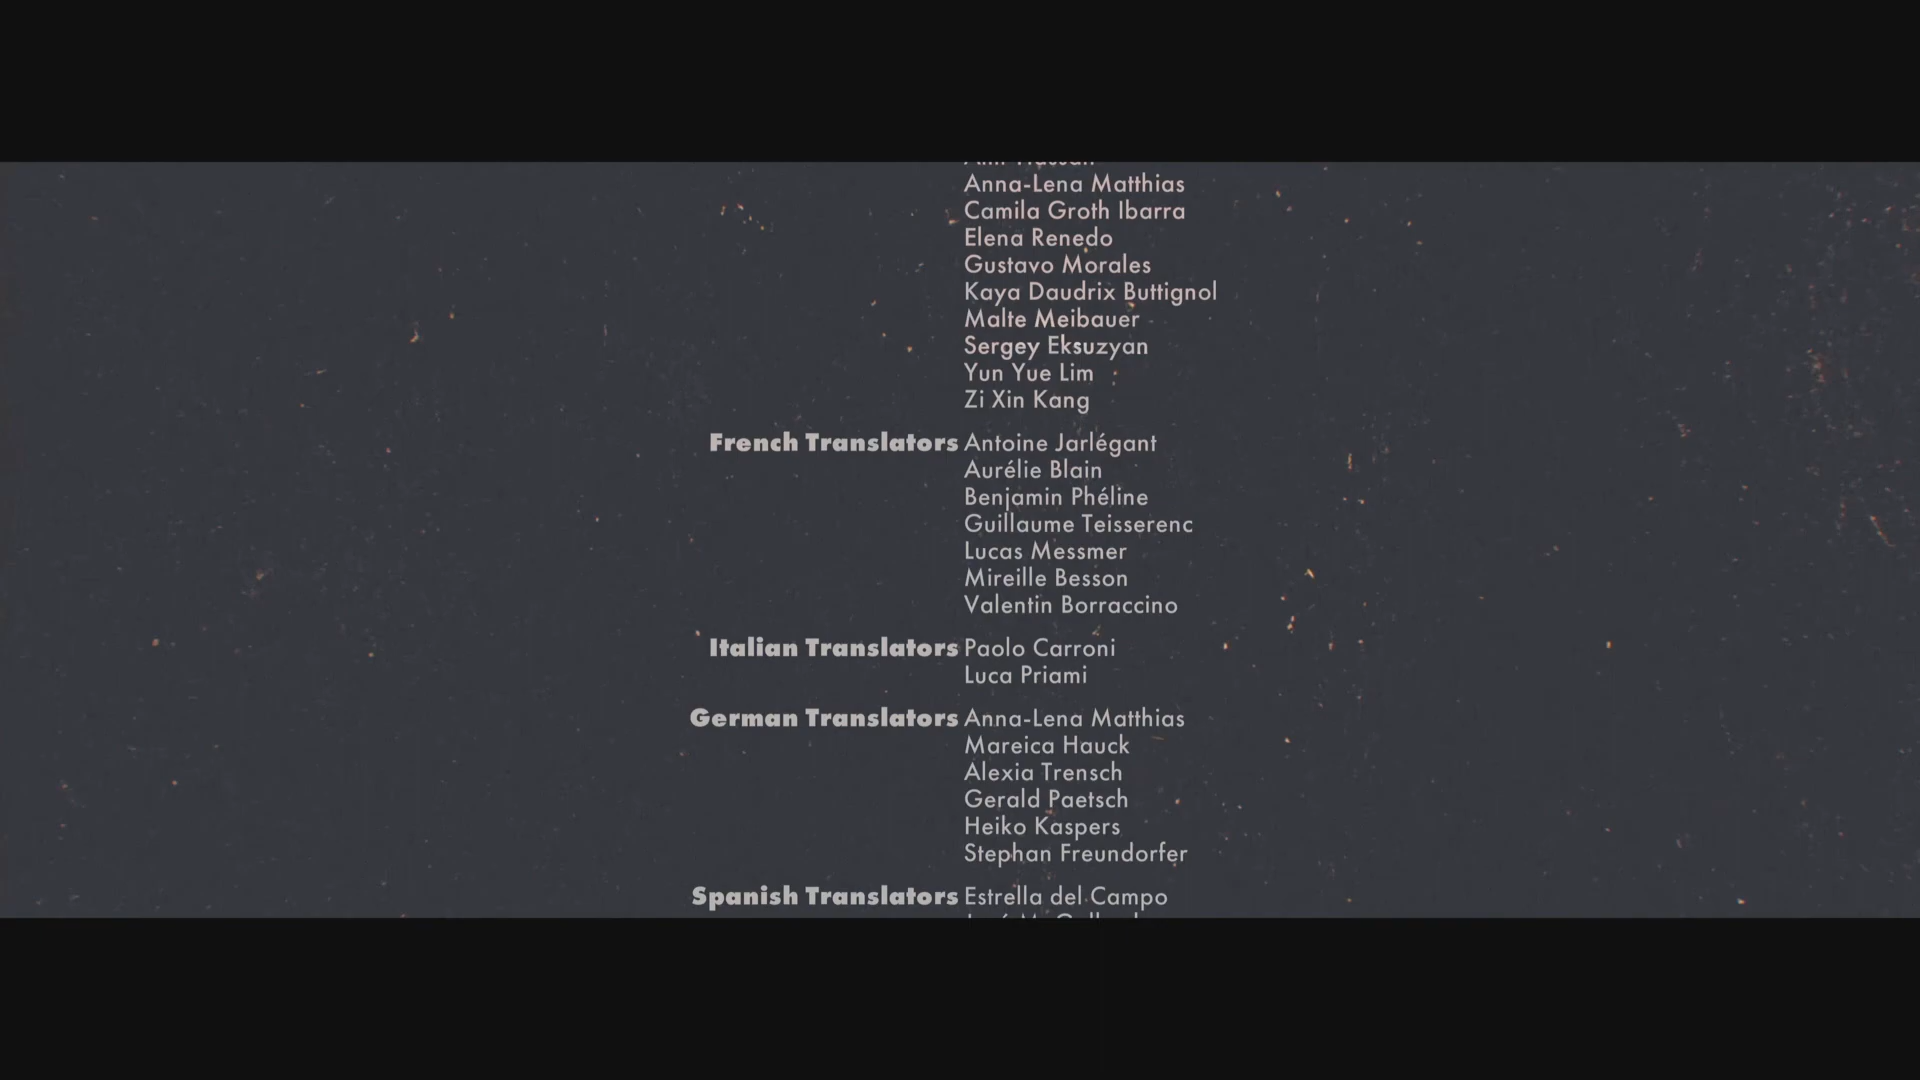 Anna-Lena Matthias
Camila Groth Ibarra
Elena Renedo
Gustavo Morales
Kaya Daudrix Buttignol
Malte Meibauer
Sergey Eksuzyan
Yun Yue Lim
Zi Xin Kang
French Translators Antoine Jarlégant
Aurélie Blain
Benjamin Phéline
Guillaume Teisserenc
Lucas Messmer
Mireille Besson
Valentin Borraccino
Italian Translators Paolo Carroni
Luca Priami
German Translators Anna-Lena Matthias
Mareica Hauck
Alexia Trensch
Gerald Paetsch
Heiko Kaspers
Stephan Freundorfer
Spanish Translators Estrella del Campo